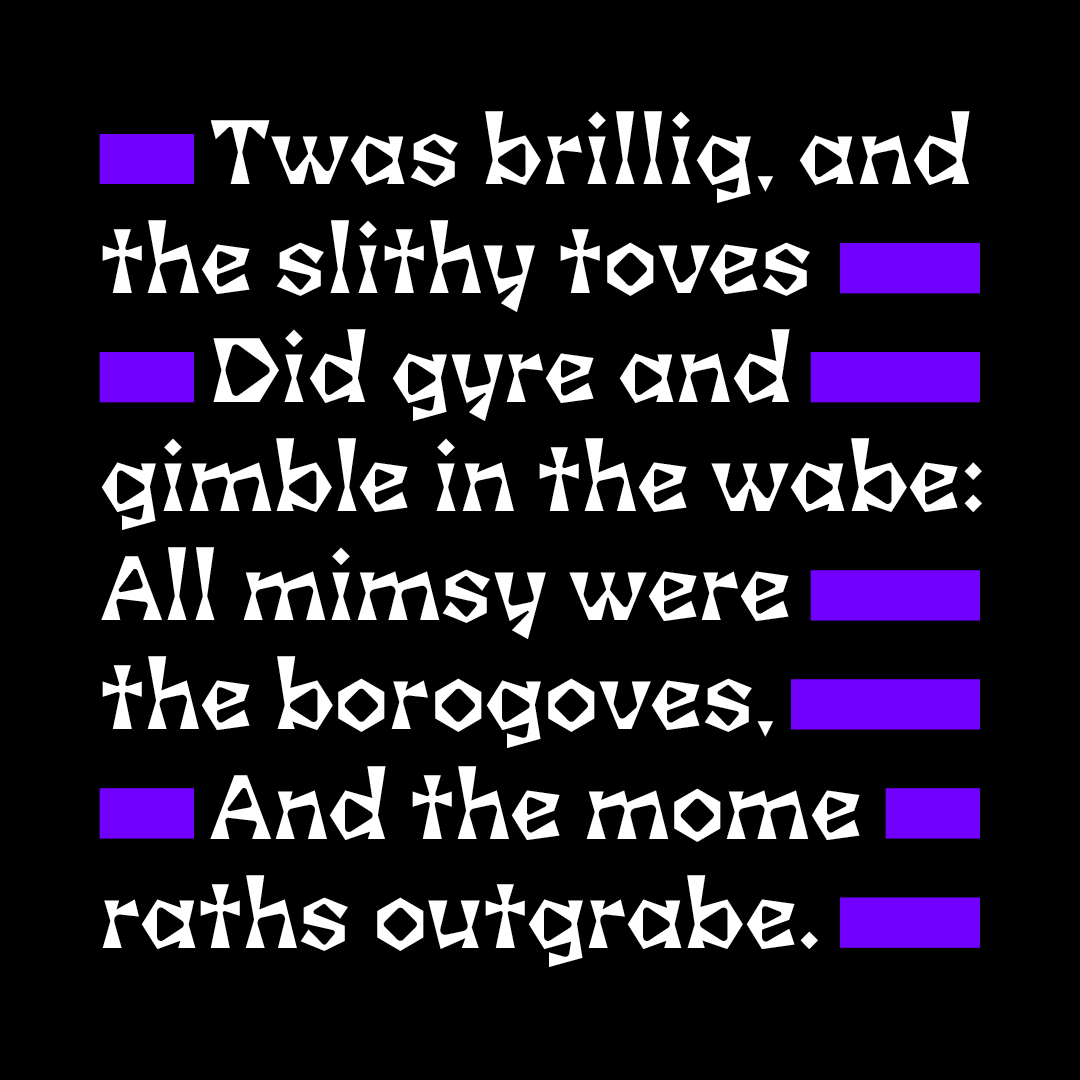 Twas brillig, and
the slithy toves
Did gyre and
gimble in the wabe:
All mimsy were
the borogoves,
And the mome
raths outgrabe.